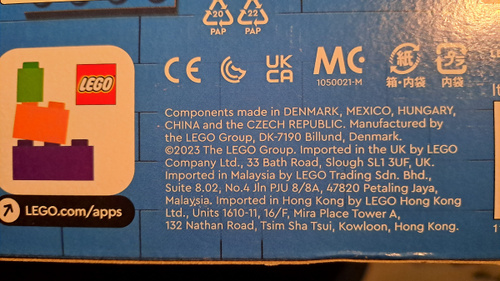 20 22
PAP PAP
LEGO
CE UK CA MC 紙 プラ
1050021-M 箱・内袋 内袋
Components made in DENMARK, MEXICO, HUNGARY,
CHINA and the CZECH REPUBLIC. Manufactured by
the LEGO Group, DK-7190 Billund, Denmark.
©2023 The LEGO Group. Imported in the UK by LEGO
Company Ltd., 33 Bath Road, Slough SL1 3UF, UK.
Imported in Malaysia by LEGO Trading Sdn. Bhd.,
Suite 8.02, No.4 Jln PJU 8/8A, 47820 Petaling Jaya,
Malaysia. Imported in Hong Kong by LEGO Hong Kong
Ltd., Units 1610-11, 16/F, Mira Place Tower A,
132 Nathan Road, Tsim Sha Tsui, Kowloon, Hong Kong.
LEGO.com/apps